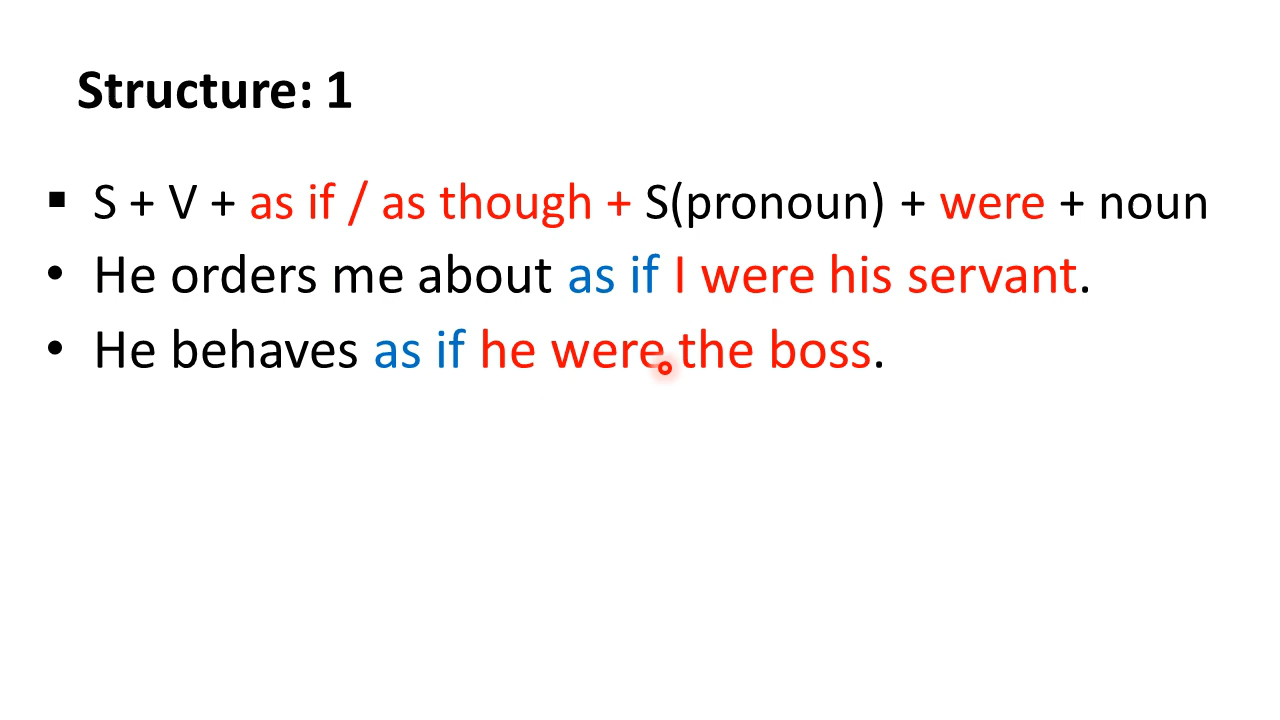 Structure: 1
▪ S + V + as if / as though + S(pronoun) + were + noun
• He orders me about as if I were his servant.
• He behaves as if he were the boss.